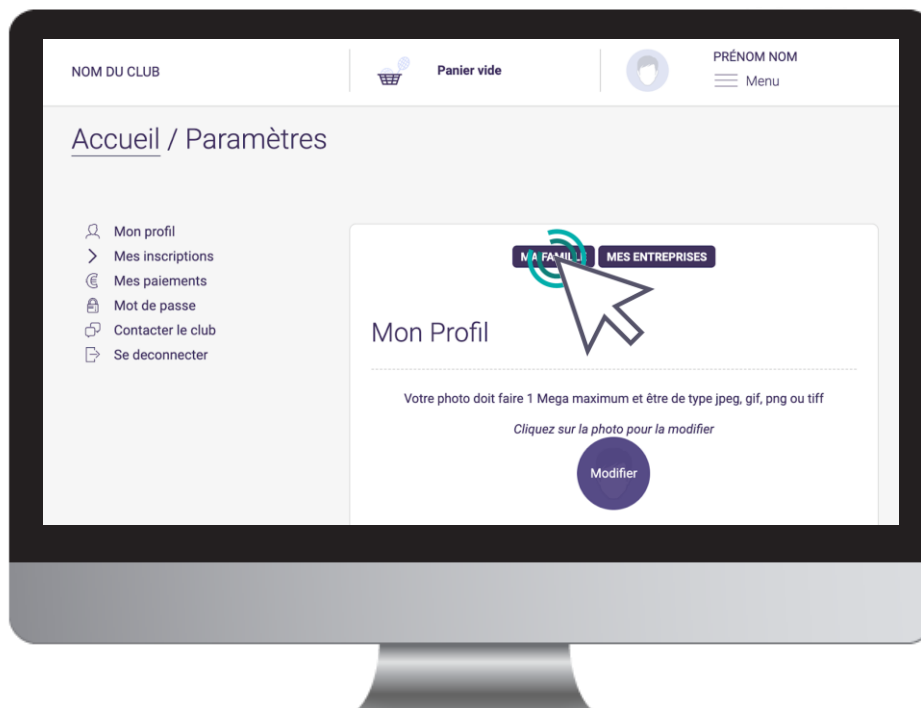 NOM DU CLUB
Panier vide
PRÉNOM NOM
Menu
Accueil / Paramètres
Mon profil
Mes inscriptions
Mes paiements
Mot de passe
Contacter le club
Se deconnecter
MA FAMILLE MES ENTREPRISES
Mon Profil
Votre photo doit faire 1 Mega maximum et être de type jpeg, gif, png ou tiff
Cliquez sur la photo pour la modifier
Modifier